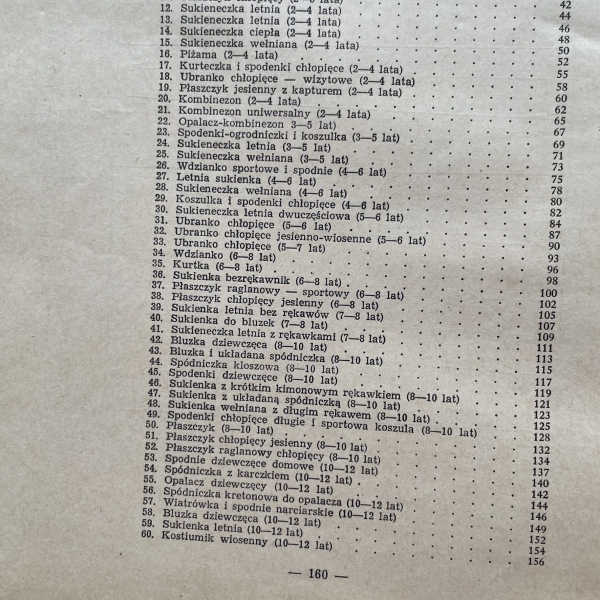 42
12. Sukieneczka letnia (2—4 lata) 44
13. Sukieneczka letnia (2—4 lata) 46
14. Sukieneczka ciepła (2—4 lata) 48
15. Sukieneczka wełniana (2—4 lata) 50
16. Piżama (2—4 lata) 52
17. Kurteczka i spodenki chłopięce (2—4 lata) 55
18. Ubranko chłopięce — wizytowe (2—4 lata) 58
19. Płaszczyk jesienny z kapturem (2—4 lata) 60
20. Kombinezon (2—4 lata) 62
21. Kombinezon uniwersalny (2—4 lata) 65
22. Opalacz-kombinezon 3—5 lat) 67
23. Spodenki-ogrodniczki i koszulka (3—5 lat) 69
24. Sukieneczka letnia (3—5 lat) 71
25. Sukieneczka wełniana (3—5 lat) 73
26. Wdzianko sportowe i spodnie (4—6 lat) 75
27. Letnia sukienka (4—6 lat) 78
28. Sukieneczka wełniana (4—6 lat) 80
29. Koszulka i spodenki chłopięce (4—6 lat) 82
30. Sukieneczka letnia dwuczęściowa (5—6 lat) 84
31. Ubranko chłopięce (5—6 lat) 87
32. Ubranko chłopięce jesienno-wiosenne (5—6 lat) 90
33. Ubranko chłopięce (5—7 lat) 93
34. Wdzianko (6—8 lat) 96
35. Kurtka (6—8 lat) 98
36. Sukienka bezrękawnik (6—8 lat) 100
37. Płaszczyk raglanowy — sportowy (6—8 lat) 102
38. Płaszczyk chłopięcy jesienny (6—8 lat) 105
39. Sukienka letnia bez rękawów (7—8 lat) 107
40. Sukienka do bluzek (7—8 lat) 109
41. Sukieneczka letnia z rękawkami (7—8 lat) 111
42. Bluzka dziewczęca (8—10 lat) 113
43. Bluzka i układana spódniczka (8—10 lat) 115
44. Spódniczka kloszowa (8—10 lat) 117
45. Spodenki dziewczęce (8—10 lat) 119
46. Sukienka z krótkim kimonowym rękawkiem (8—10 lat) 121
47. Sukienka z układaną spódniczką (8—10 lat) 123
48. Sukienka wełniana z długim rękawem (8—10 lat) 125
49. Spodenki chłopięce długie i sportowa koszula (8—10 lat) 128
50. Płaszczyk (8—10 lat) 132
51. Płaszczyk chłopięcy jesienny (8—10 lat) 134
52. Płaszczyk raglanowy chłopięcy (8—10 lat) 137
53. Spodnie dziewczęce domowe (10—12 lat) 140
54. Spódniczka z karczkiem (10—12 lat) 142
55. Opalacz dziewczęcy (10—12 lat) 144
56. Spódniczka kretonowa do opalacza (10—12 lat) 146
57. Wiatrówka i spodnie narciarskie (10—12 lat) 149
58. Bluzka dziewczęca (10—12 lat) 152
59. Sukienka letnia (10—12 lat) 154
60. Kostiumik wiosenny (10—12 lat) 156
— 160 —